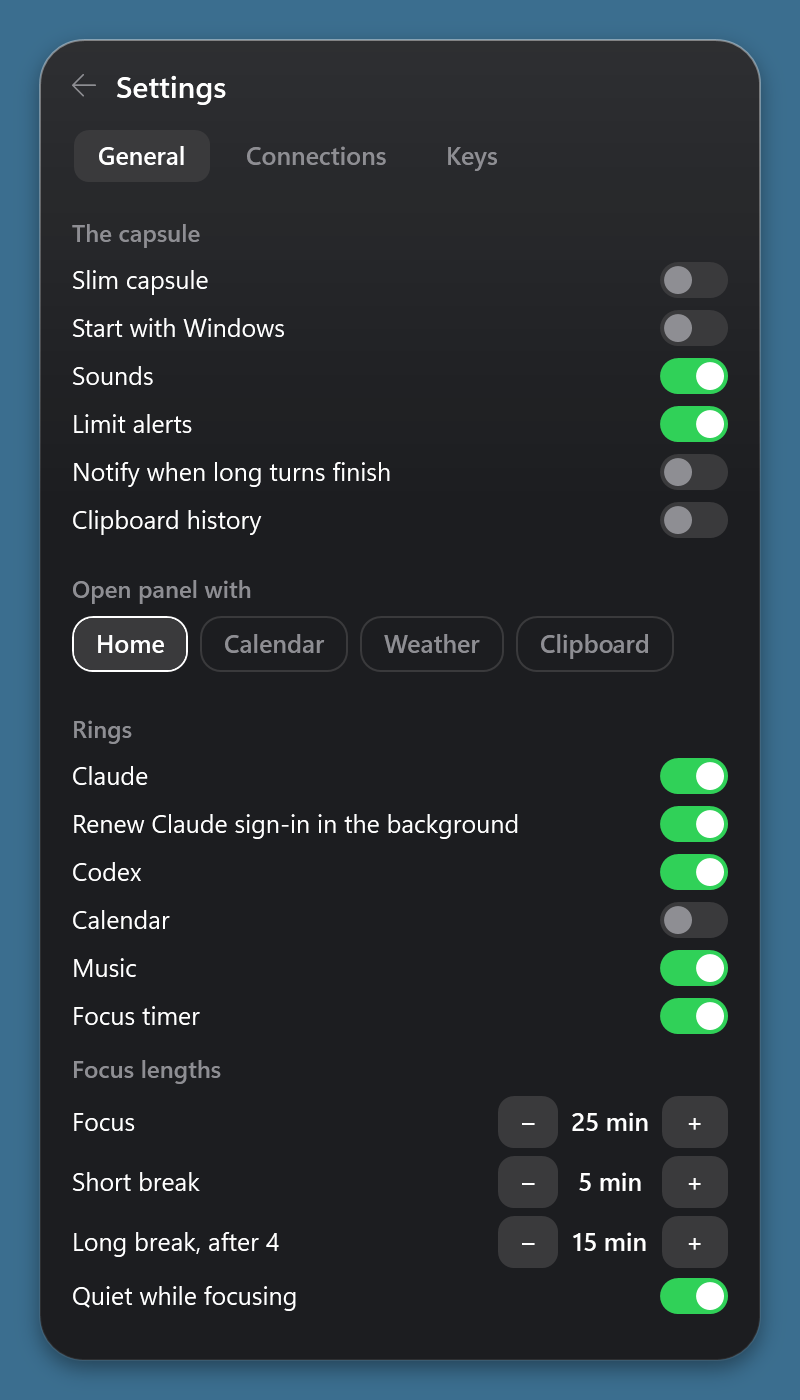 Settings
General Connections Keys
The capsule
Slim capsule
Start with Windows
Sounds
Limit alerts
Notify when long turns finish
Clipboard history
Open panel with
Home Calendar Weather Clipboard
Rings
Claude
Renew Claude sign-in in the background
Codex
Calendar
Music
Focus timer
Focus lengths
Focus − 25 min +
Short break − 5 min +
Long break, after 4 − 15 min +
Quiet while focusing